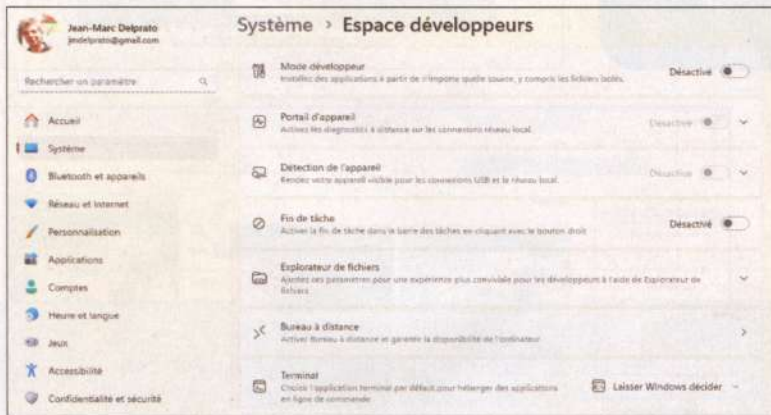 Jean-Marc Delprato
jmdelprato@gmail.com
Rechercher un paramètre
Accueil
Système
Bluetooth et appareils
Réseau et Internet
Personnalisation
Applications
Comptes
Heure et langue
Jeux
Accessibilité
Confidentialité et sécurité
Système > Espace développeurs
Mode développeur
Installez des applications à partir de n'importe quelle source, y compris les fichiers isolés.
Désactivé
Portail d'appareil
Activez les diagnostics à distance sur les connexions réseau local.
Désactivé
Détection de l'appareil
Rendez votre appareil visible pour les connexions USB et le réseau local.
Désactivé
Fin de tâche
Activer la fin de tâche dans la barre des tâches en cliquant avec le bouton droit
Désactivé
Explorateur de fichiers
Ajustez ces paramètres pour une expérience plus conviviale pour les développeurs à l'aide de Explorateur de
fichiers
Bureau à distance
Activer Bureau à distance et garantir la disponibilité de l'ordinateur
Terminal
Choisir l'application terminal par défaut pour héberger des applications
en ligne de commande
Laisser Windows décider